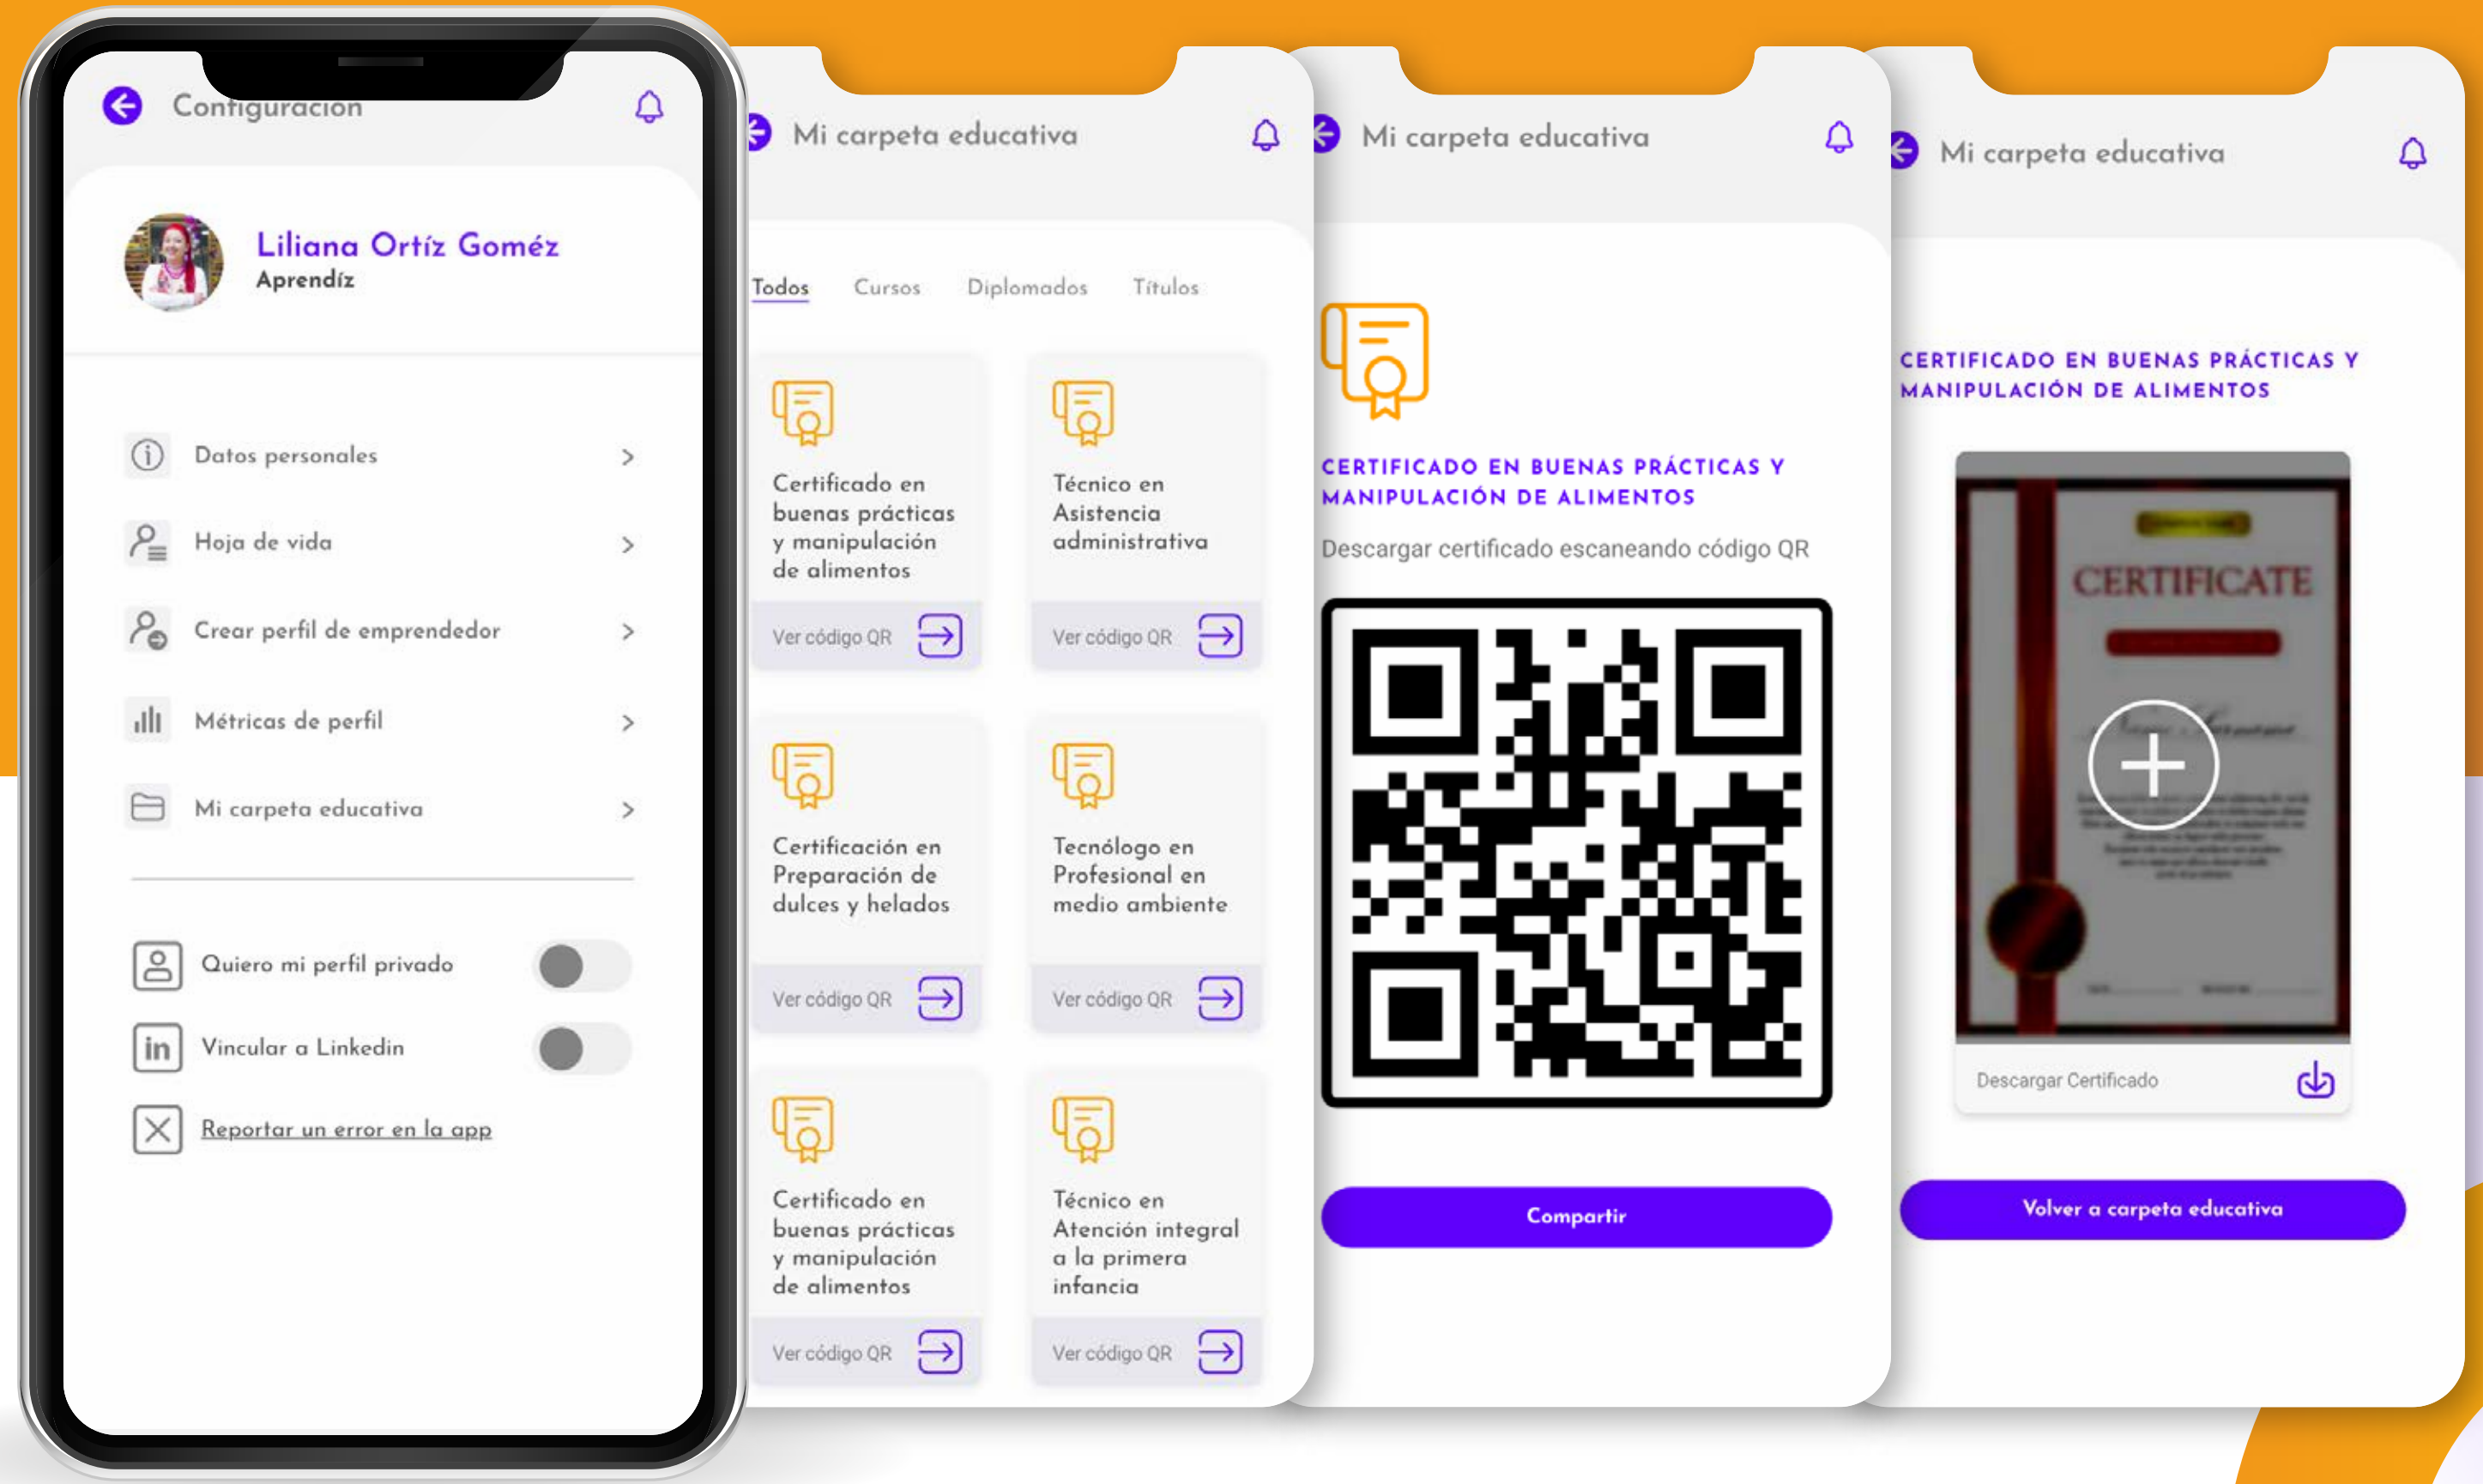 Configuración
Liliana Ortíz Goméz
Aprendíz
Datos personales
Hoja de vida
Crear perfil de emprendedor
Métricas de perfil
Mi carpeta educativa
Quiero mi perfil privado
in Vincular a Linkedin
Reportar un error en la app
Mi carpeta educativa
Todos Cursos Diplomados Títulos
Certificado en
buenas prácticas
y manipulación
de alimentos
Ver código QR
Técnico en
Asistencia
administrativa
Ver código QR
Certificación en
Preparación de
dulces y helados
Ver código QR
Tecnólogo en
Profesional en
medio ambiente
Ver código QR
Certificado en
buenas prácticas
y manipulación
de alimentos
Ver código QR
Técnico en
Atención integral
a la primera
infancia
Ver código QR
Mi carpeta educativa
CERTIFICADO EN BUENAS PRÁCTICAS Y
MANIPULACIÓN DE ALIMENTOS
Descargar certificado escaneando código QR
Compartir
Mi carpeta educativa
CERTIFICADO EN BUENAS PRÁCTICAS Y
MANIPULACIÓN DE ALIMENTOS
CERTIFICATE
Descargar Certificado
Volver a carpeta educativa